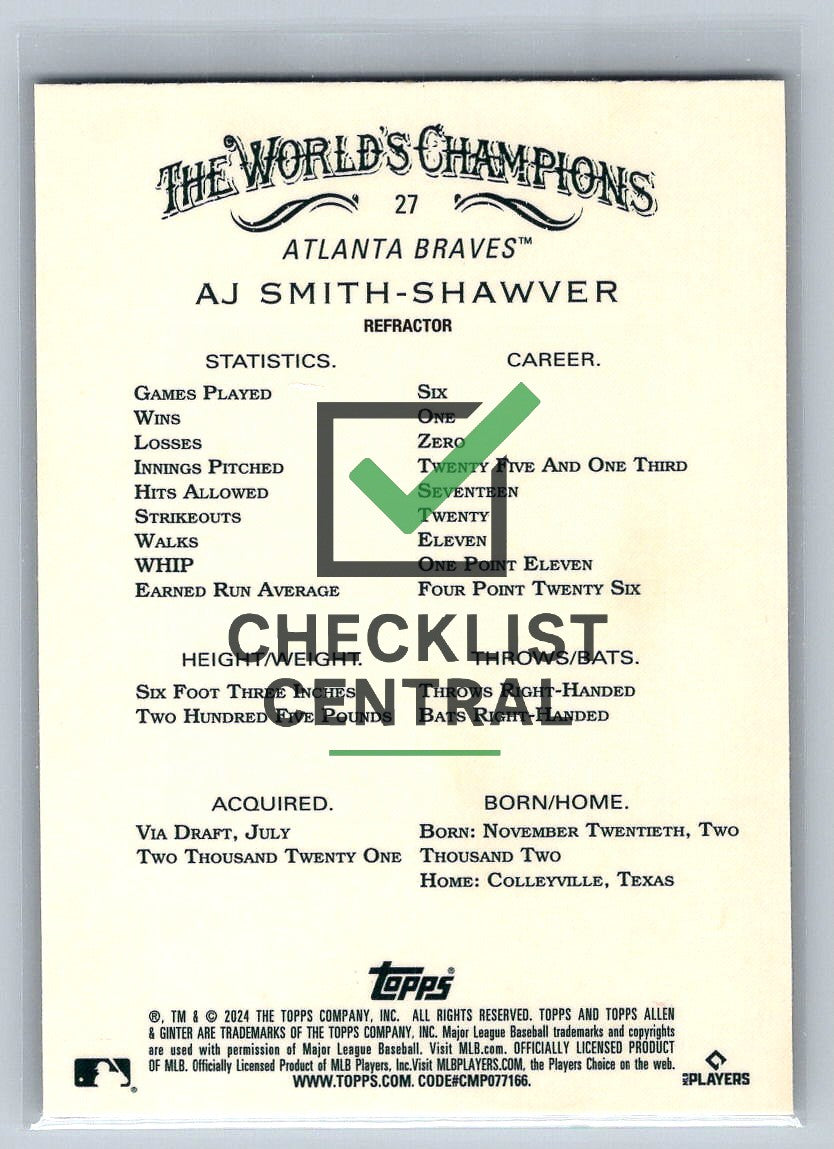 THE WORLD'S CHAMPIONS
27
ATLANTA BRAVES™
AJ SMITH-SHAWVER
REFRACTOR
STATISTICS. CAREER.
GAMES PLAYED SIX
WINS ONE
LOSSES ZERO
INNINGS PITCHED TWENTY FIVE AND ONE THIRD
HITS ALLOWED SEVENTEEN
STRIKEOUTS TWENTY
WALKS ELEVEN
WHIP ONE POINT ELEVEN
EARNED RUN AVERAGE FOUR POINT TWENTY SIX
CHECKLIST
CENTRAL
HEIGHT/WEIGHT. THROWS/BATS.
SIX FOOT THREE INCHES THROWS RIGHT-HANDED
TWO HUNDRED FIVE POUNDS BATS RIGHT-HANDED
ACQUIRED. BORN/HOME.
VIA DRAFT, JULY BORN: NOVEMBER TWENTIETH, TWO
TWO THOUSAND TWENTY ONE THOUSAND TWO
HOME: COLLEYVILLE, TEXAS
topps®
®, TM & © 2024 THE TOPPS COMPANY, INC. ALL RIGHTS RESERVED. TOPPS AND TOPPS ALLEN
& GINTER ARE TRADEMARKS OF THE TOPPS COMPANY, INC. Major League Baseball trademarks and copyrights
are used with permission of Major League Baseball. Visit MLB.com. OFFICIALLY LICENSED PRODUCT
OF MLB. Officially Licensed Product of MLB Players, Inc.Visit MLBPLAYERS.COM, the Players Choice on the web.
WWW.TOPPS.COM. CODE#CMP077166.
MLB PLAYERS